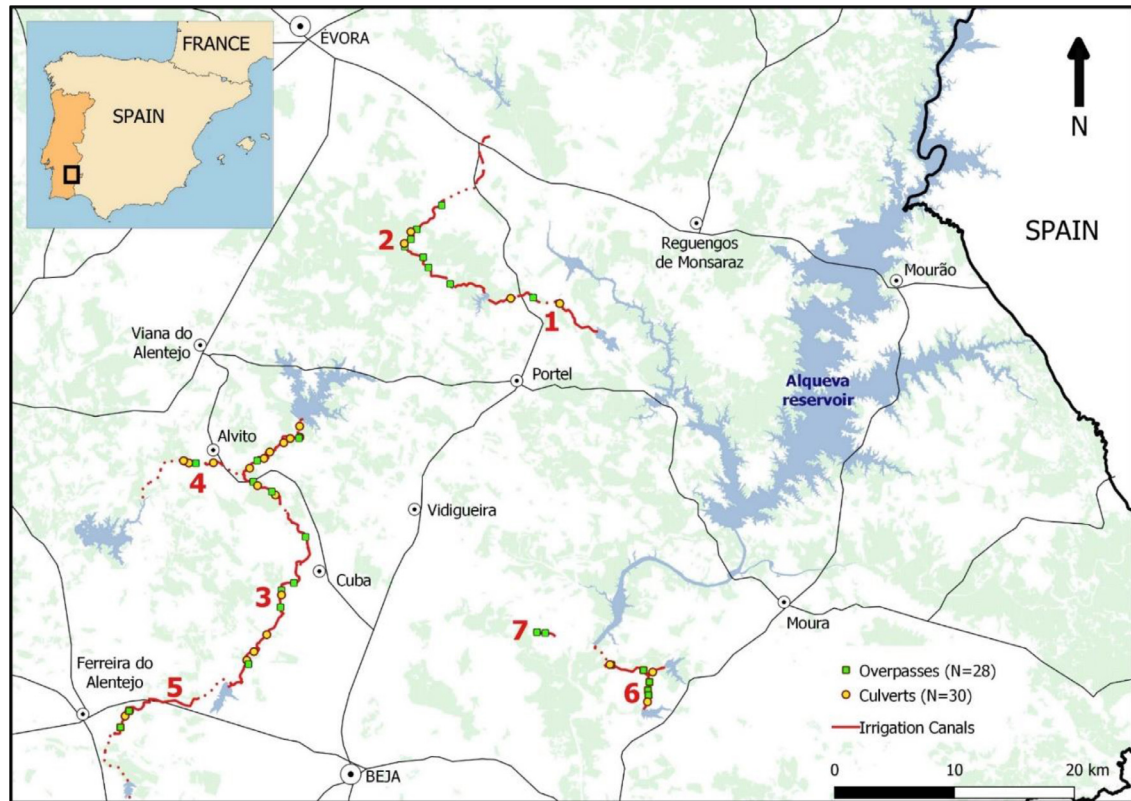 FRANCE
SPAIN
ÉVORA
N
SPAIN
2
Reguengos
de Monsaraz
Mourão
1
Viana do
Alentejo
Portel
Alqueva
reservoir
Alvito
4
Vidigueira
Cuba
3
7
Moura
Ferreira do
Alentejo
5
6
Overpasses (N=28)
Culverts (N=30)
Irrigation Canals
BEJA
0 10 20 km